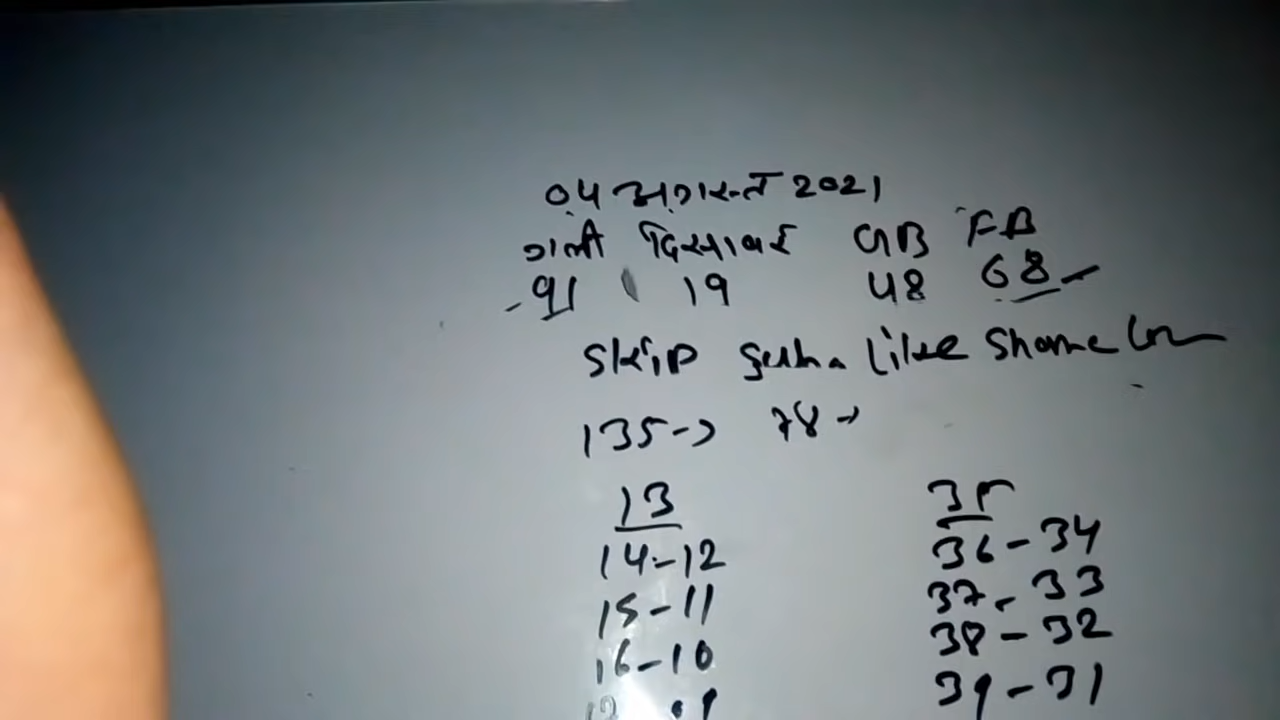 04 अगस्त 2021
गली दिसावर GB FB
91 19 48 68
Skip Like Share
135→ 78→
13 35
14-12 36-34
15-11 37-33
16-10 38-32
39-31